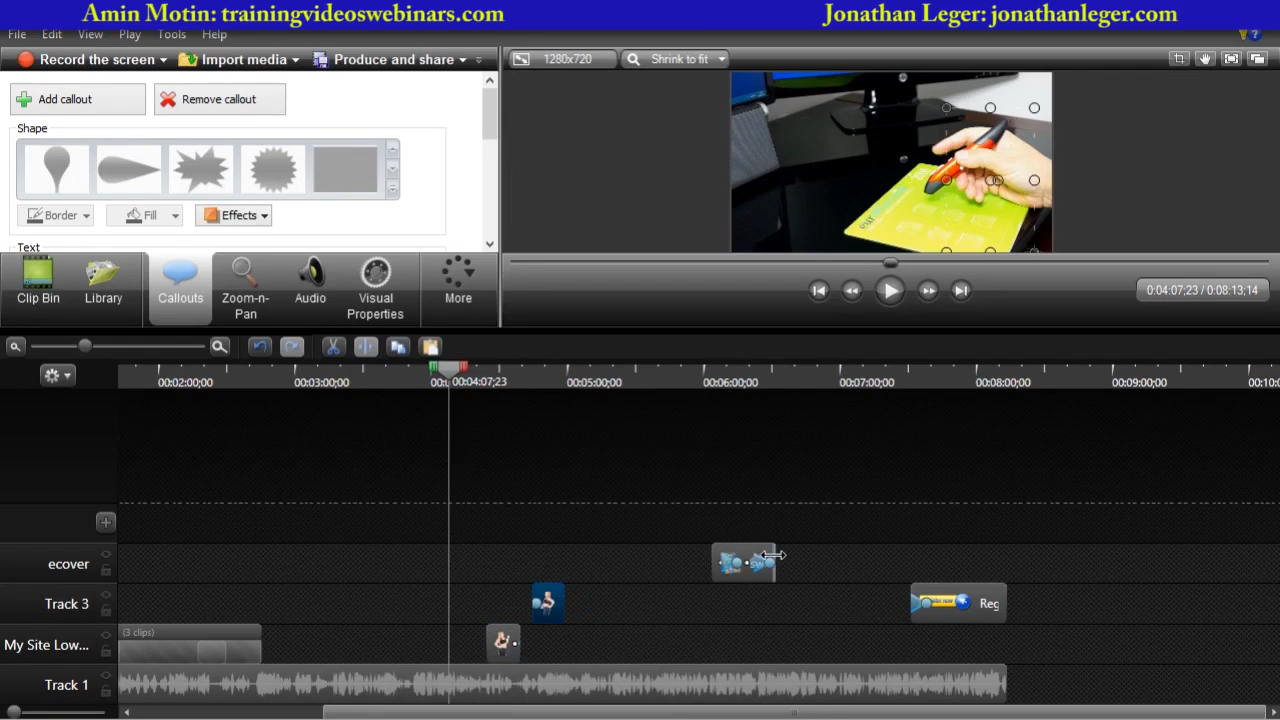 Amin Motin: trainingvideoswebinars.com
Jonathan Leger: jonathanleger.com
File Edit View Play Tools Help
Record the screen
Import media
Produce and share
1280x720
Shrink to fit
Add callout
Remove callout
Shape
Border
Fill
Effects
Text
Clip Bin
Library
Callouts
Zoom-n-Pan
Audio
Visual Properties
More
0:04:07;23 / 0:08:13;14
00:02:00;00
00:03:00;00
00:04:07;23
00:05:00;00
00:06:00;00
00:07:00;00
00:08:00;00
00:09:00;00
ecover
Track 3
Reg
My Site Low...
(3 clips)
Track 1